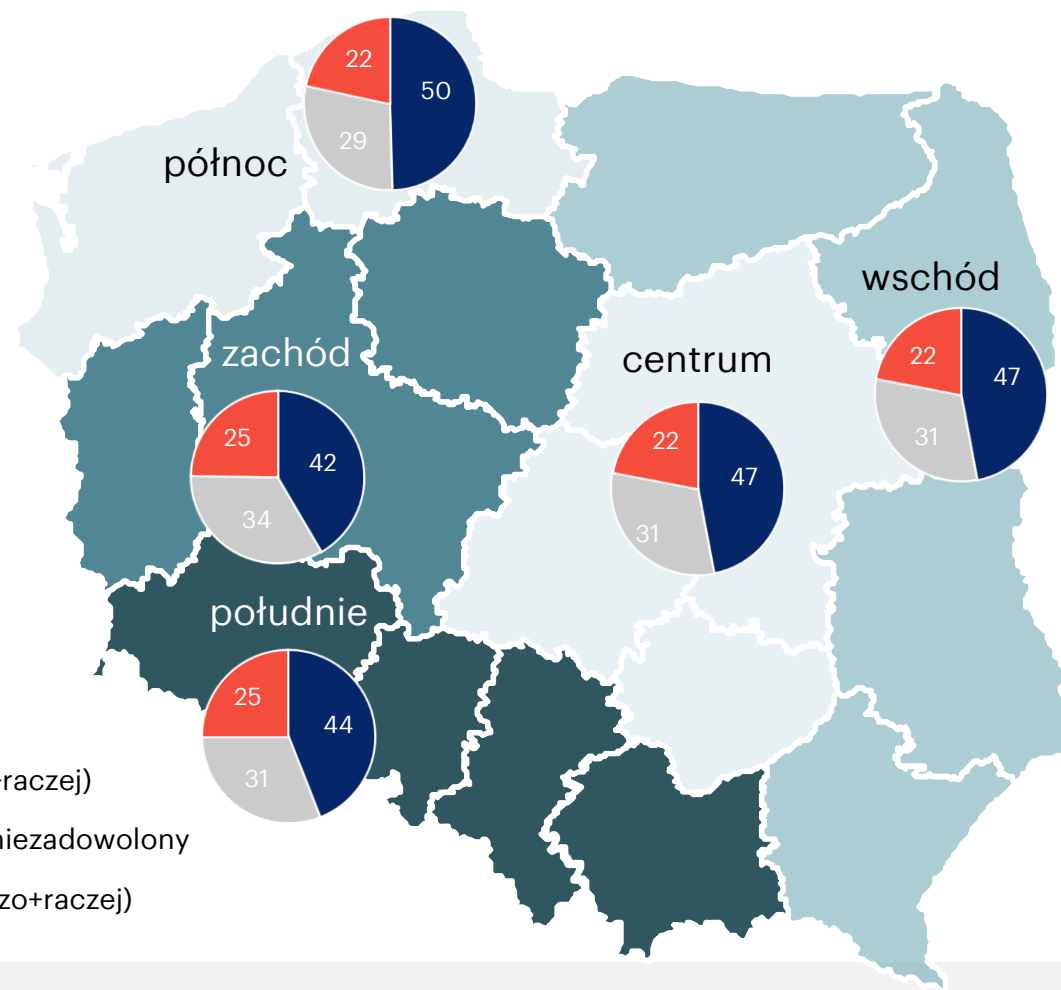 22
50
29
północ
wschód
22
47
31
zachód
25
42
34
centrum
22
47
31
południe
25
44
31
raczej)
niezadowolony
zo+raczej)